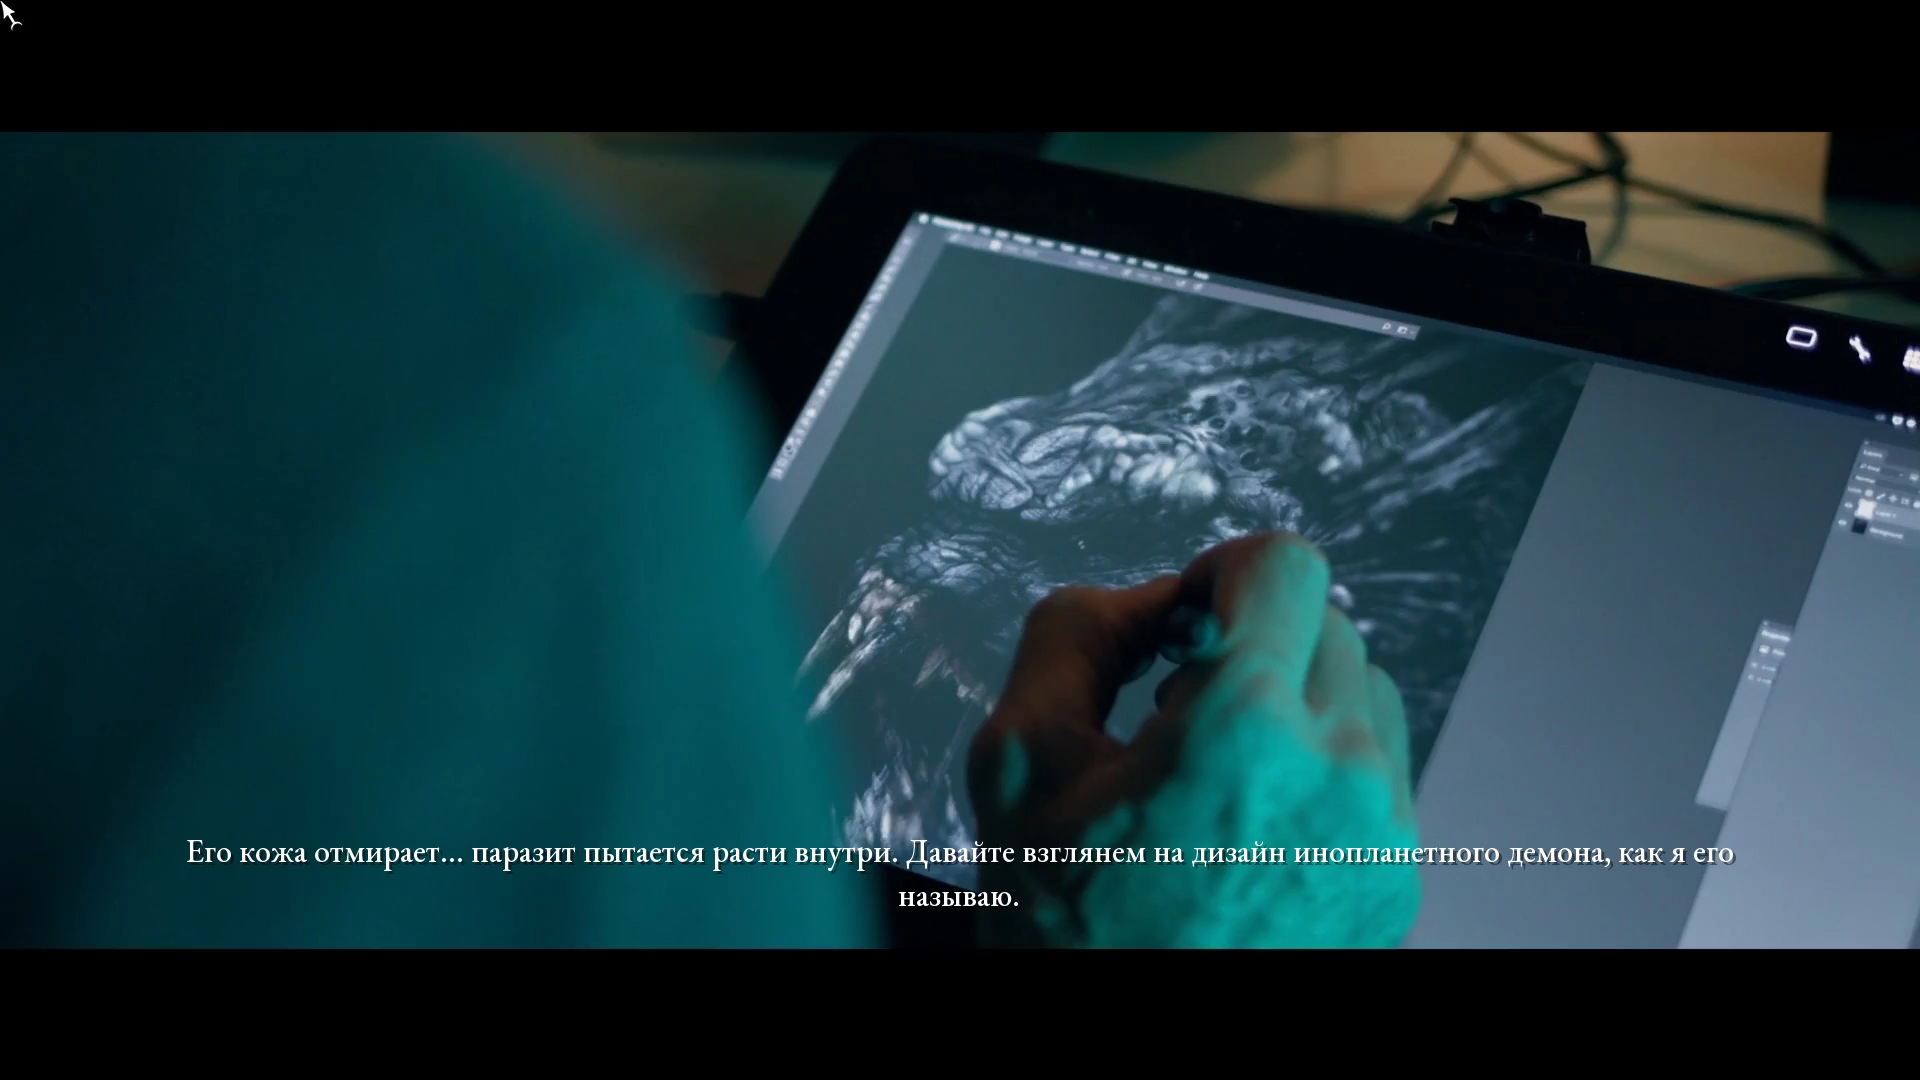 Его кожа отмирает... паразит пытается расти внутри. Давайте взглянем на дизайн инопланетного демона, как я его
называю.